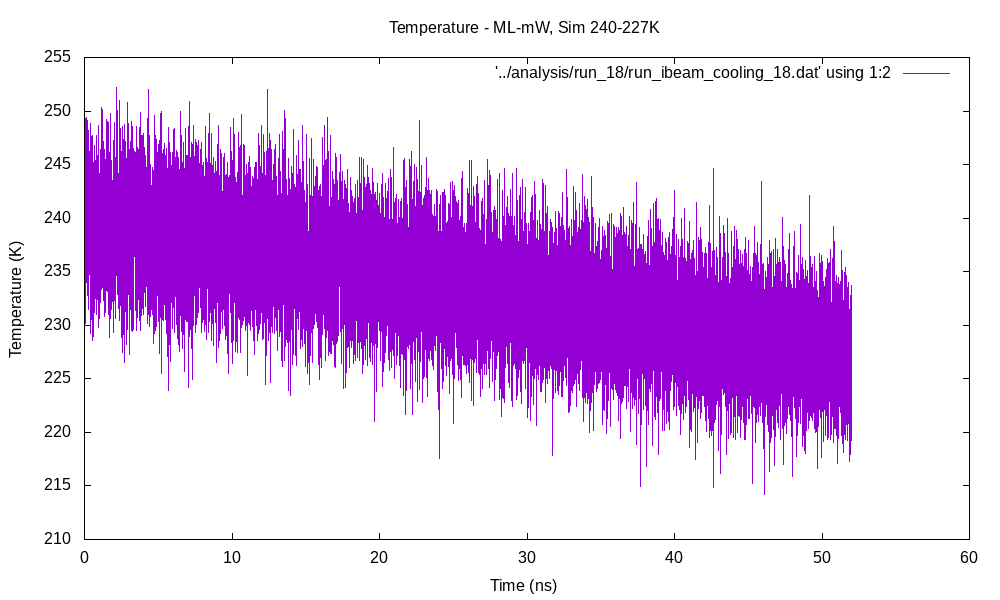 Temperature - ML-mW, Sim 240-227K
'../analysis/run_18/run_ibeam_cooling_18.dat' using 1:2
255
250
245
240
235
230
225
220
215
210
Temperature (K)
0 10 20 30 40 50 60
Time (ns)